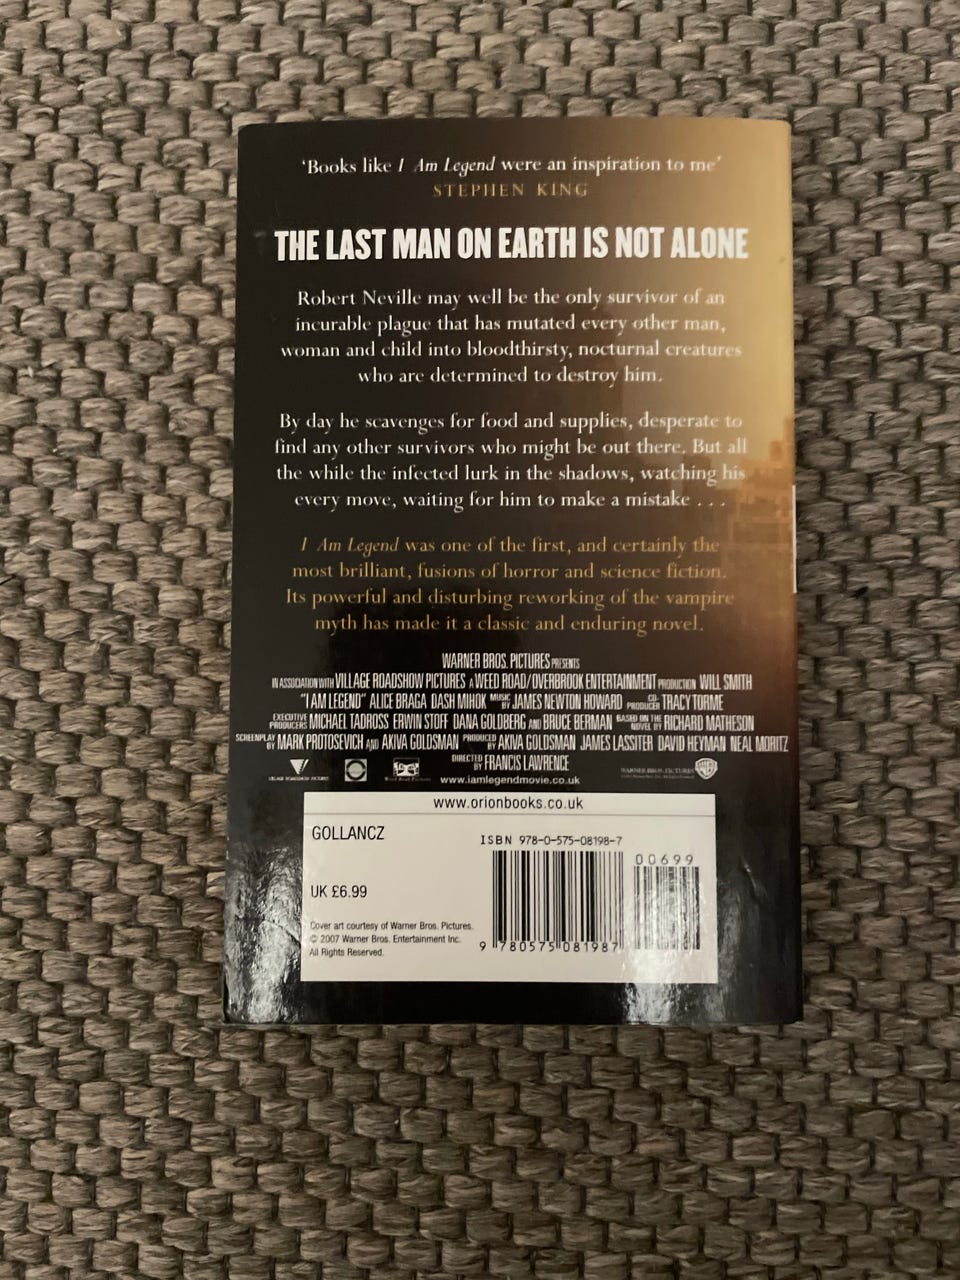 'Books like I Am Legend were an inspiration to me'
STEPHEN KING
THE LAST MAN ON EARTH IS NOT ALONE
Robert Neville may well be the only survivor of an
incurable plague that has mutated every other man,
woman and child into bloodthirsty, nocturnal creatures
who are determined to destroy him.
By day he scavenges for food and supplies, desperate to
find any other survivors who might be out there. But all
the while the infected lurk in the shadows, watching his
every move, waiting for him to make a mistake . . .
I Am Legend was one of the first, and certainly the
most brilliant, fusions of horror and science fiction.
Its powerful and disturbing reworking of the vampire
myth has made it a classic and enduring novel.
WARNER BROS. PICTURES PRESENTS
IN ASSOCIATION WITH VILLAGE ROADSHOW PICTURES A WEED ROAD/OVERBROOK ENTERTAINMENT PRODUCTION WILL SMITH
"I AM LEGEND" ALICE BRAGA DASH MIHOK MUSIC BY JAMES NEWTON HOWARD CO-PRODUCER TRACY TORME
EXECUTIVE PRODUCERS MICHAEL TADROSS ERWIN STOFF DANA GOLDBERG AND BRUCE BERMAN BASED ON THE NOVEL BY RICHARD MATHESON
SCREENPLAY BY MARK PROTOSEVICH AND AKIVA GOLDSMAN PRODUCED BY AKIVA GOLDSMAN JAMES LASSITER DAVID HEYMAN NEAL MORITZ
DIRECTED BY FRANCIS LAWRENCE
VILLAGE ROADSHOW PICTURES
Weed Road Pictures
www.iamlegendmovie.co.uk
WARNER BROS. PICTURES
www.orionbooks.co.uk
GOLLANCZ
ISBN 978-0-575-08198-7
00699
UK £6.99
Cover art courtesy of Warner Bros. Pictures.
© 2007 Warner Bros. Entertainment Inc.
All Rights Reserved.
9 780575 081987